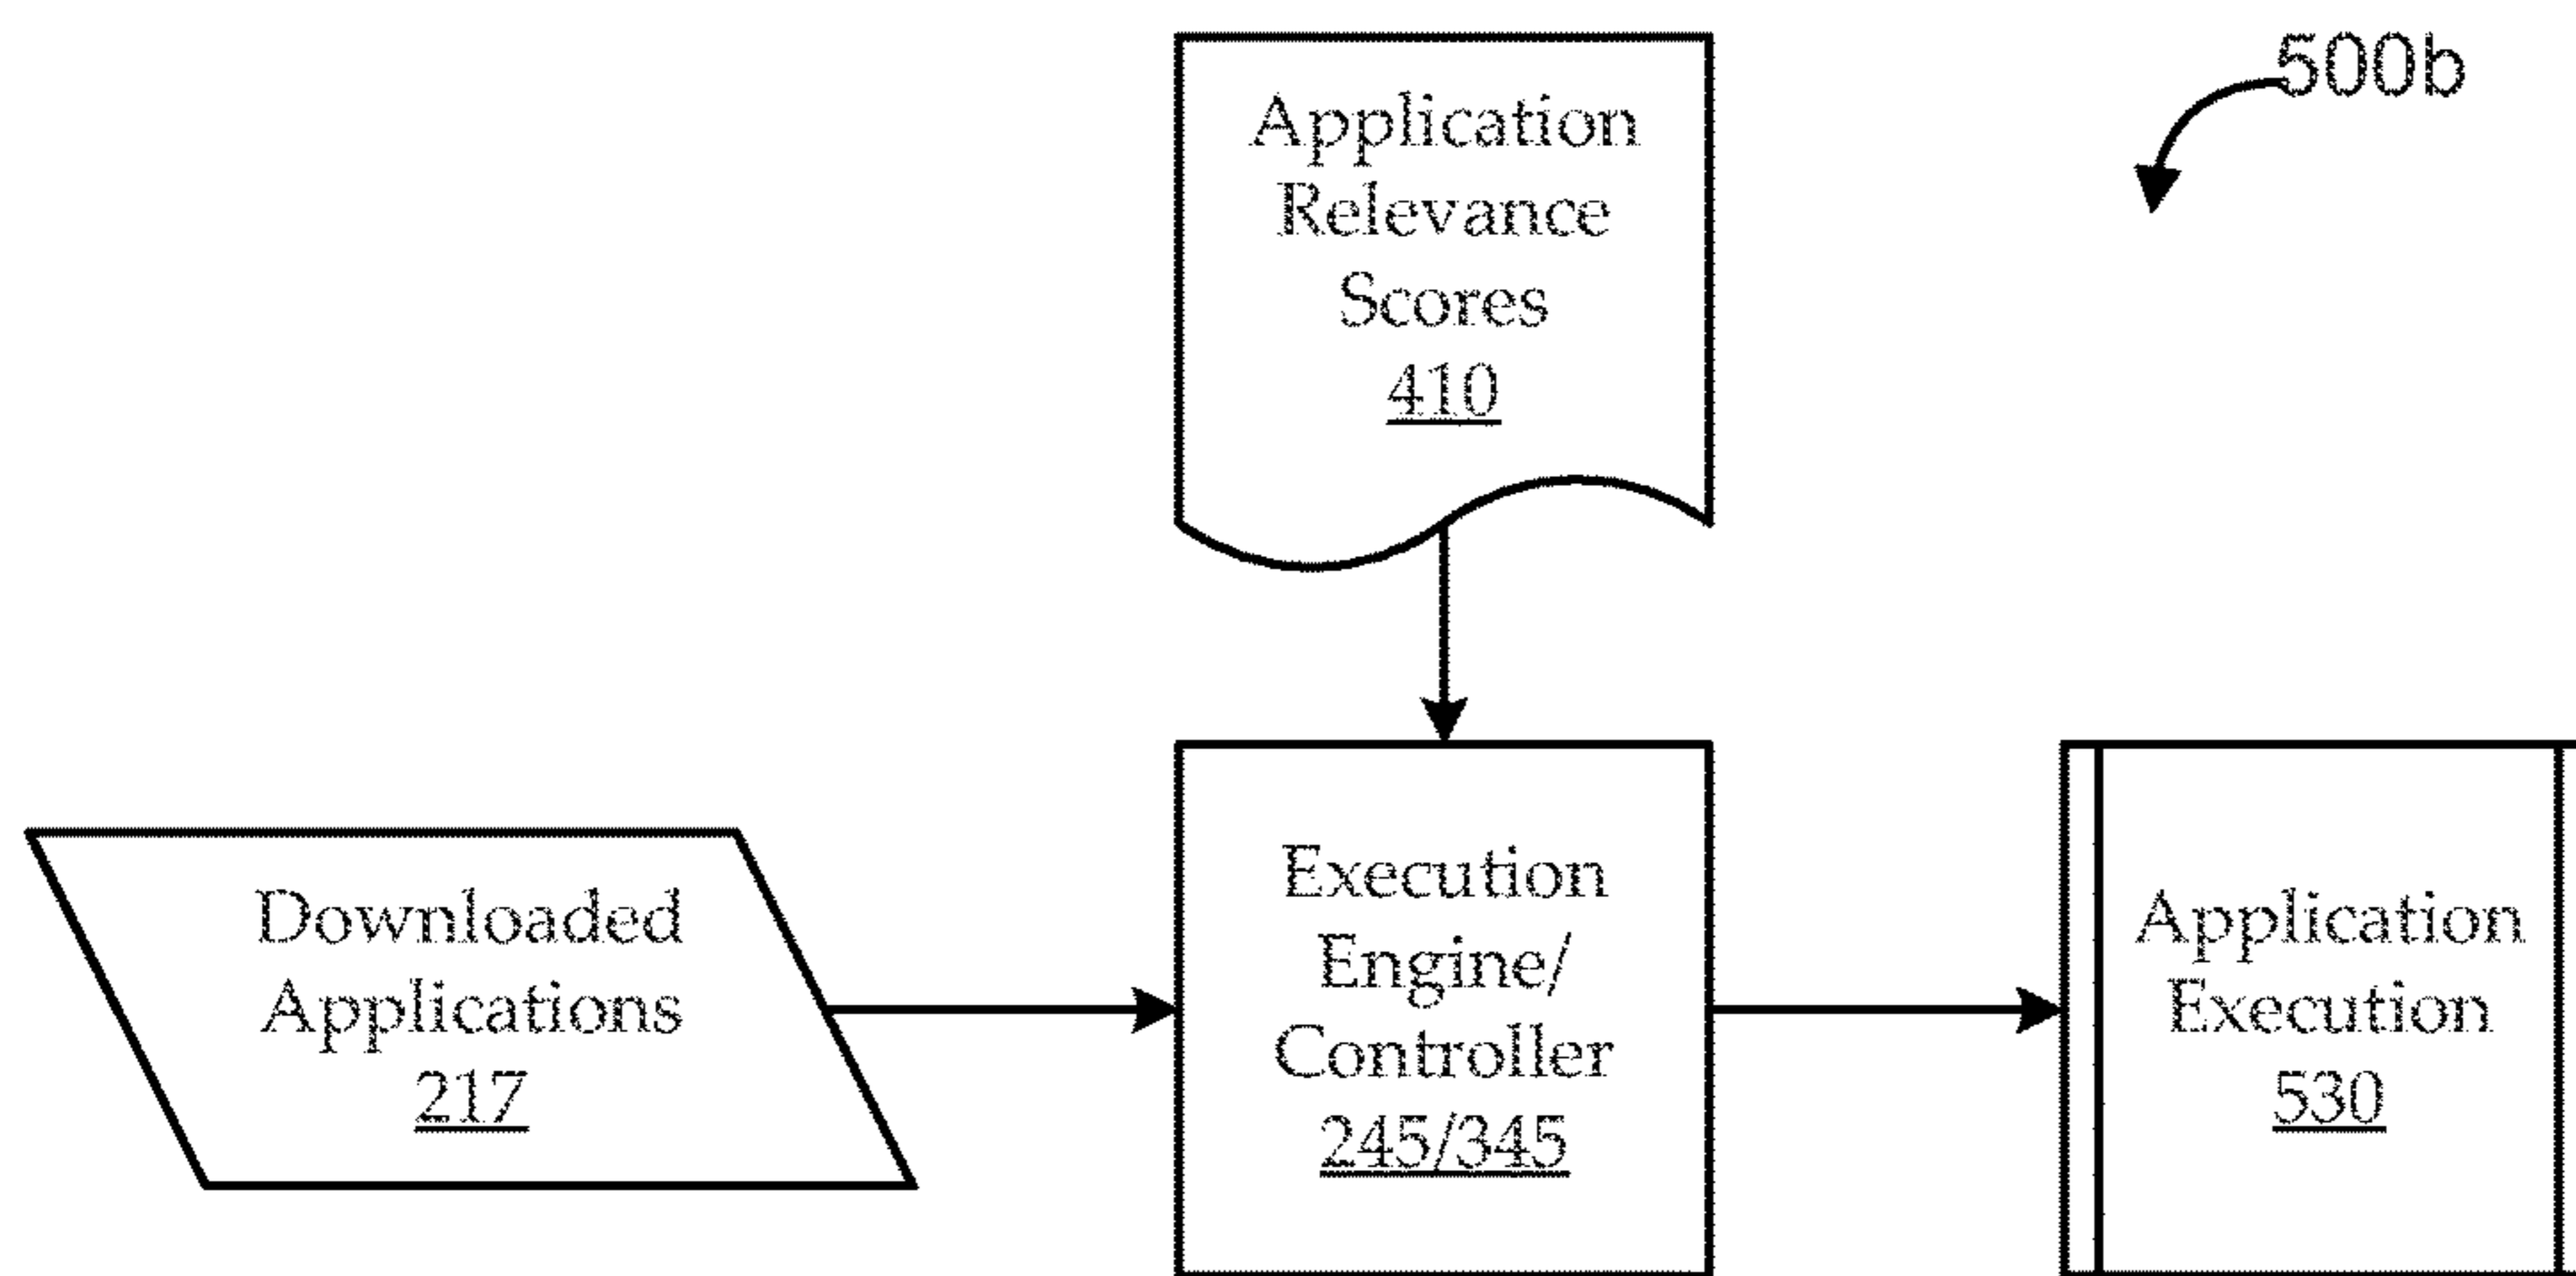 500b
Application
Relevance
Scores
410
Downloaded
Applications
217
Execution
Engine/
Controller
245/345
Application
Execution
530